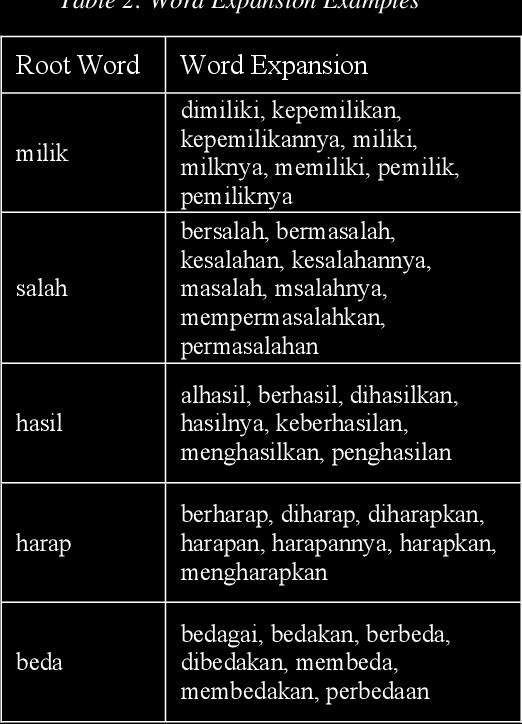 Table 2: Word Expansion Examples
Root Word
Word Expansion
milik
dimiliki, kepemilikan,
kepemilikannya, miliki,
milknya, memiliki, pemilik,
pemiliknya
salah
bersalah, bermasalah,
kesalahan, kesalahannya,
masalah, msalahnya,
mempermasalahkan,
permasalahan
hasil
alhasil, berhasil, dihasilkan,
hasilnya, keberhasilan,
menghasilkan, penghasilan
harap
berharap, diharap, diharapkan,
harapan, harapannya, harapkan,
mengharapkan
beda
bedagai, bedakan, berbeda,
dibedakan, membeda,
membedakan, perbedaan